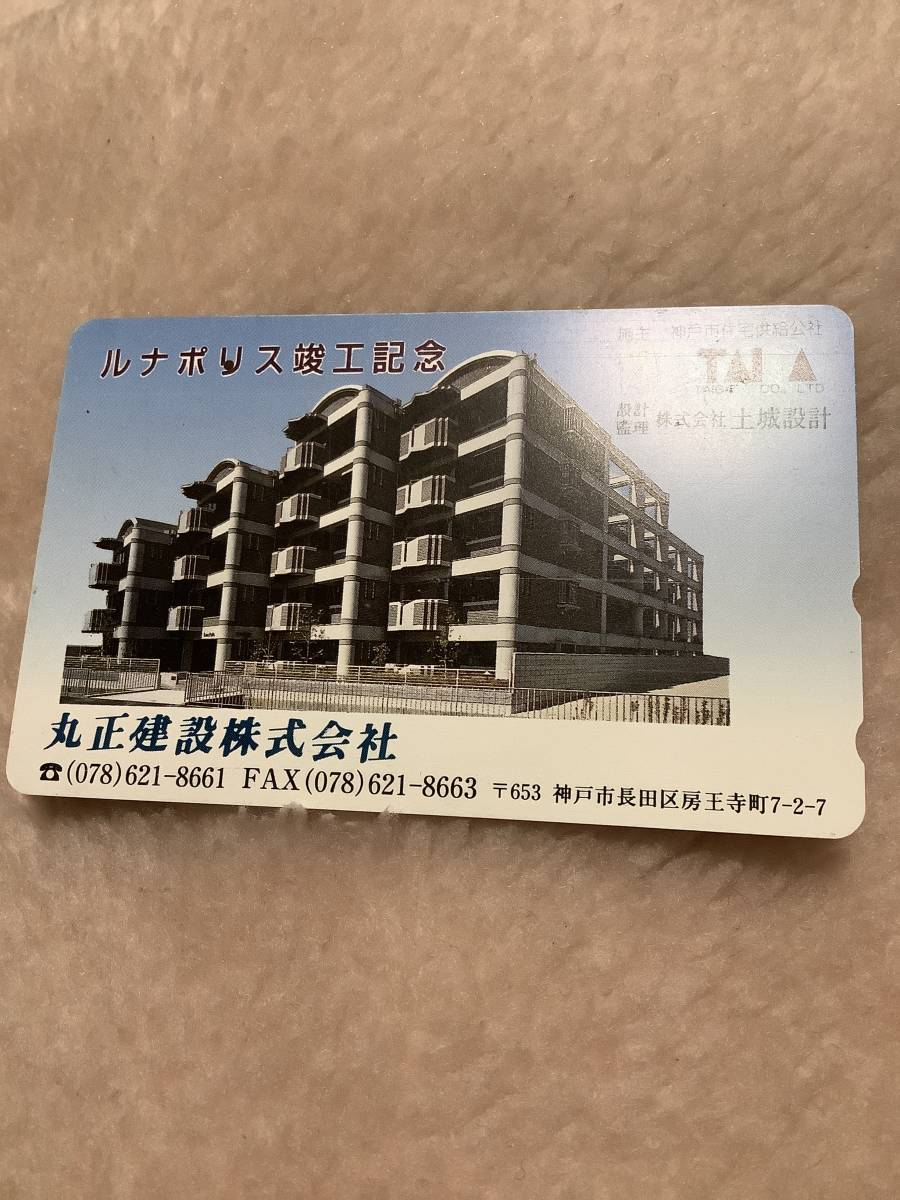 ルナポリス竣工記念
施主 神戸市住宅供給公社
CO., LTD
設計
監理 株式会社 土城設計
丸正建設株式会社
☎(078)621-8661 FAX(078)621-8663 〒653 神戸市長田区房王寺町7-2-7